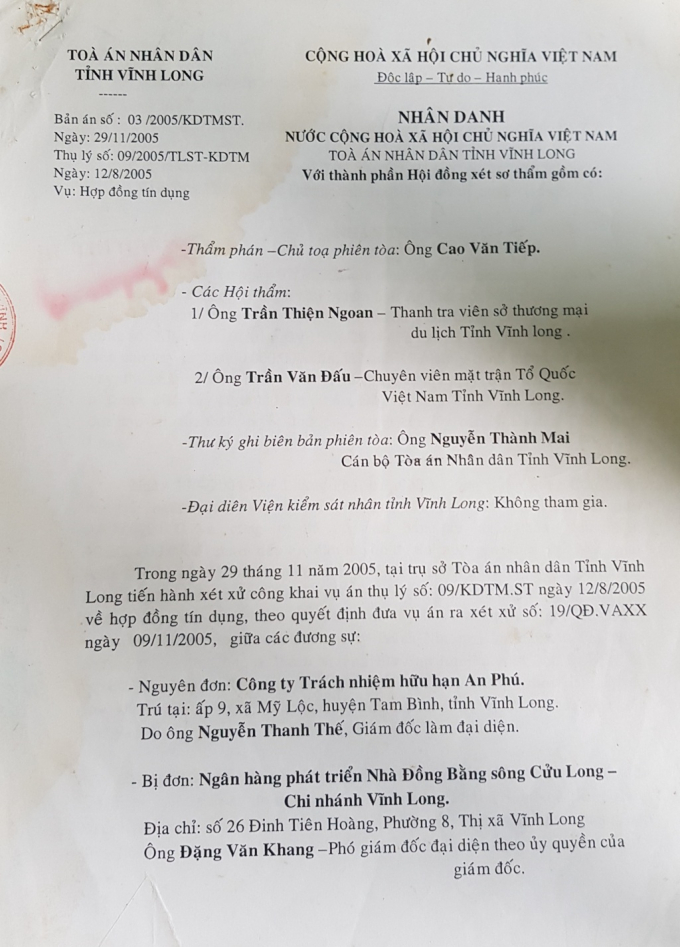 TOÀ ÁN NHÂN DÂN
TỈNH VĨNH LONG
------
Bản án số : 03 /2005/KDTMST.
Ngày: 29/11/2005
Thụ lý số: 09/2005/TLST-KDTM
Ngày: 12/8/2005
Vụ: Hợp đồng tín dụng
CỘNG HOÀ XÃ HỘI CHỦ NGHĨA VIỆT NAM
Độc lập – Tự do – Hanh phúc
NHÂN DANH
NƯỚC CỘNG HOÀ XÃ HỘI CHỦ NGHĨA VIỆT NAM
TOÀ ÁN NHÂN DÂN TỈNH VĨNH LONG
Với thành phần Hội đồng xét sơ thẩm gồm có:
-Thẩm phán –Chủ toạ phiên tòa: Ông Cao Văn Tiếp.
- Các Hội thẩm:
1/ Ông Trần Thiện Ngoan – Thanh tra viên sở thương mại
du lịch Tỉnh Vĩnh long .
2/ Ông Trần Văn Đấu –Chuyên viên mặt trận Tổ Quốc
Việt Nam Tỉnh Vĩnh Long.
-Thư ký ghi biên bản phiên tòa: Ông Nguyễn Thành Mai
Cán bộ Tòa án Nhân dân Tỉnh Vĩnh Long.
-Đại diên Viện kiểm sát nhân tỉnh Vĩnh Long: Không tham gia.
Trong ngày 29 tháng 11 năm 2005, tại trụ sở Tòa án nhân dân Tỉnh Vĩnh
Long tiến hành xét xử công khai vụ án thụ lý số: 09/KDTM.ST ngày 12/8/2005
về hợp đồng tín dụng, theo quyết định đưa vụ án ra xét xử số: 19/QĐ.VAXX
ngày 09/11/2005, giữa các đương sự:
- Nguyên đơn: Công ty Trách nhiệm hữu hạn An Phú.
Trú tại: ấp 9, xã Mỹ Lộc, huyện Tam Bình, tỉnh Vĩnh Long.
Do ông Nguyễn Thanh Thế, Giám đốc làm đại diện.
- Bị đơn: Ngân hàng phát triển Nhà Đồng Bằng sông Cửu Long –
Chi nhánh Vĩnh Long.
Địa chỉ: số 26 Đinh Tiên Hoàng, Phường 8, Thị xã Vĩnh Long
Ông Đặng Văn Khang –Phó giám đốc đại diện theo ủy quyền của
giám đốc.